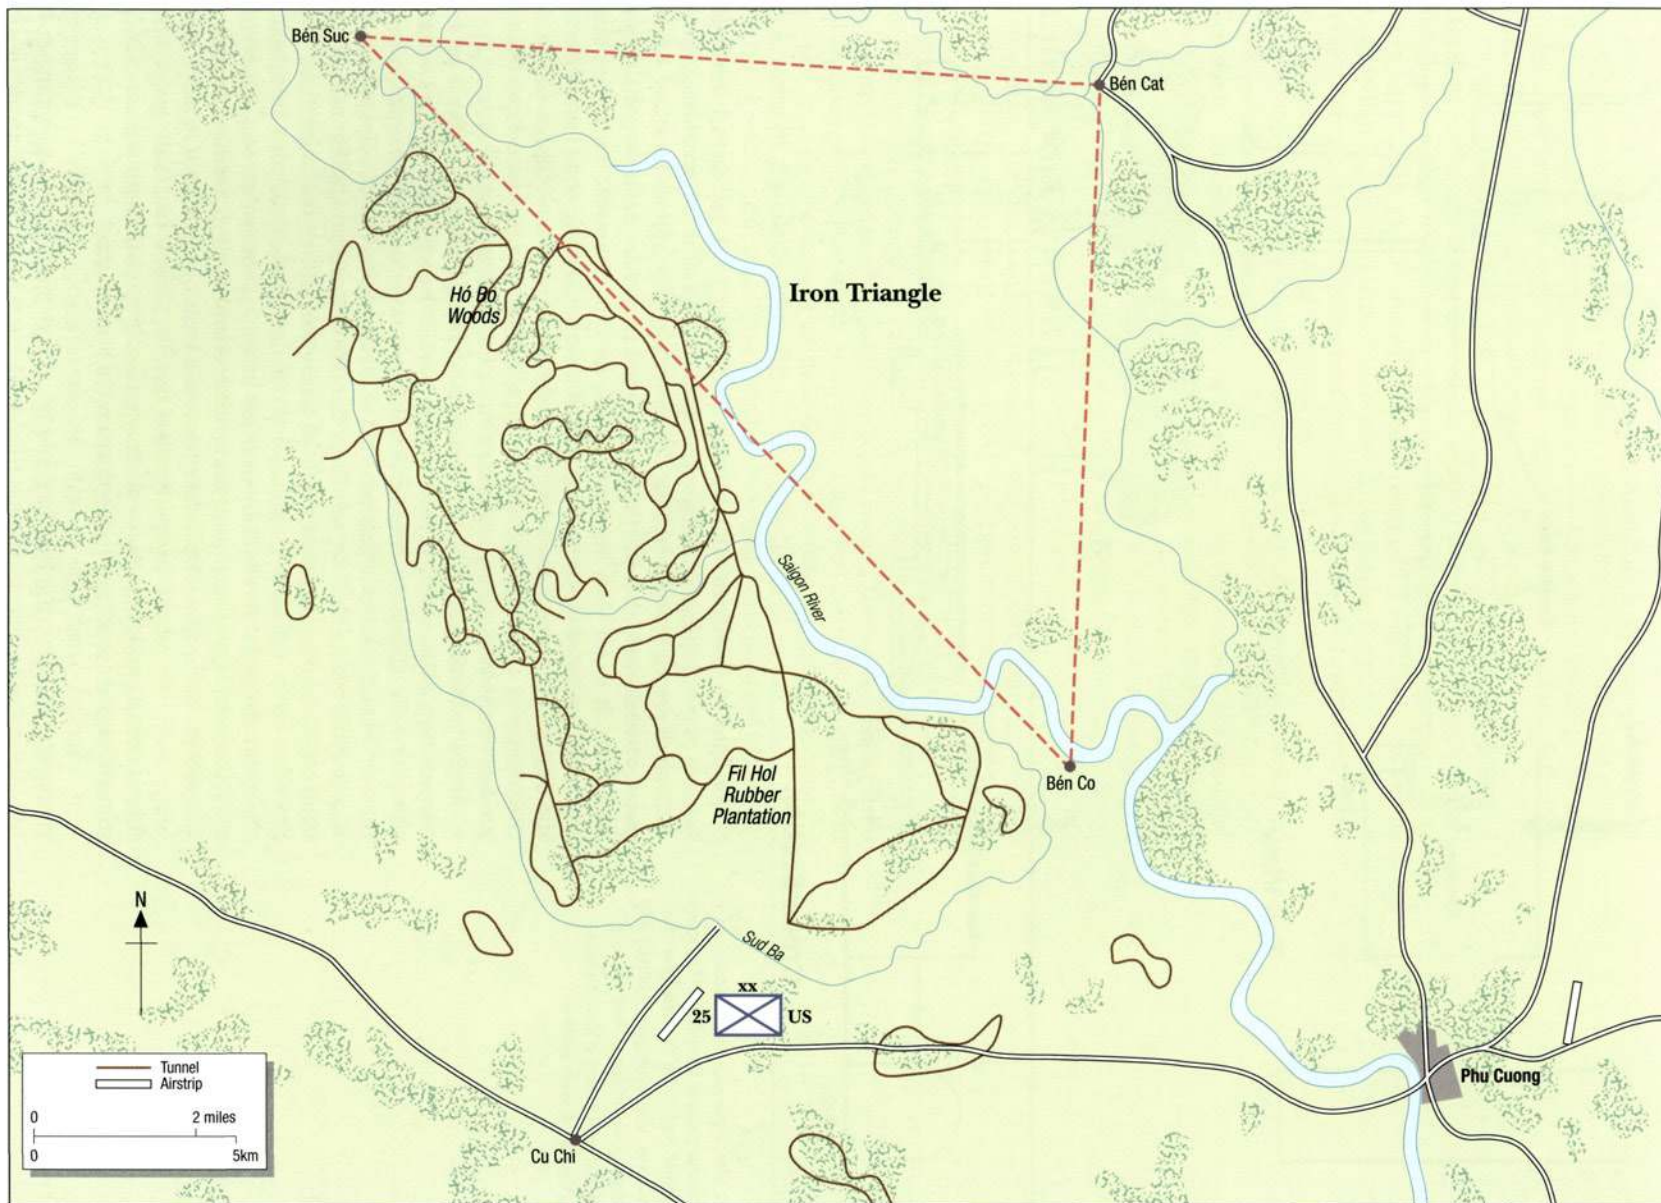 Bén Suc
Bén Cat
Iron Triangle
Hó Bo
Woods
Saigon River
Fil Hol
Rubber
Plantation
Bén Co
N
Sud Ba
xx
25 US
Tunnel
Airstrip
0 2 miles
0 5km
Phu Cuong
Cu Chi